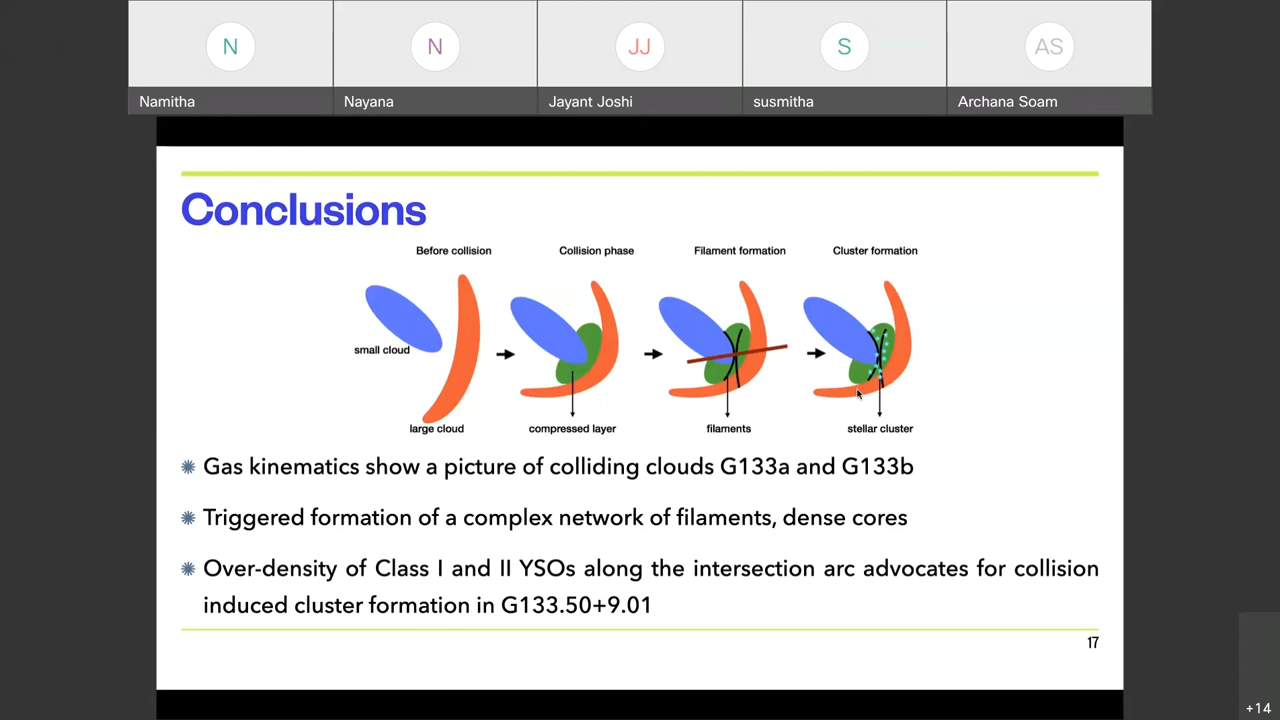 N
N
JJ
S
AS
Namitha
Nayana
Jayant Joshi
susmitha
Archana Soam
Conclusions
Before collision
Collision phase
Filament formation
Cluster formation
small cloud
large cloud
compressed layer
filaments
stellar cluster
Gas kinematics show a picture of colliding clouds G133a and G133b
Triggered formation of a complex network of filaments, dense cores
Over-density of Class I and II YSOs along the intersection arc advocates for collision
induced cluster formation in G133.50+9.01
17
+14